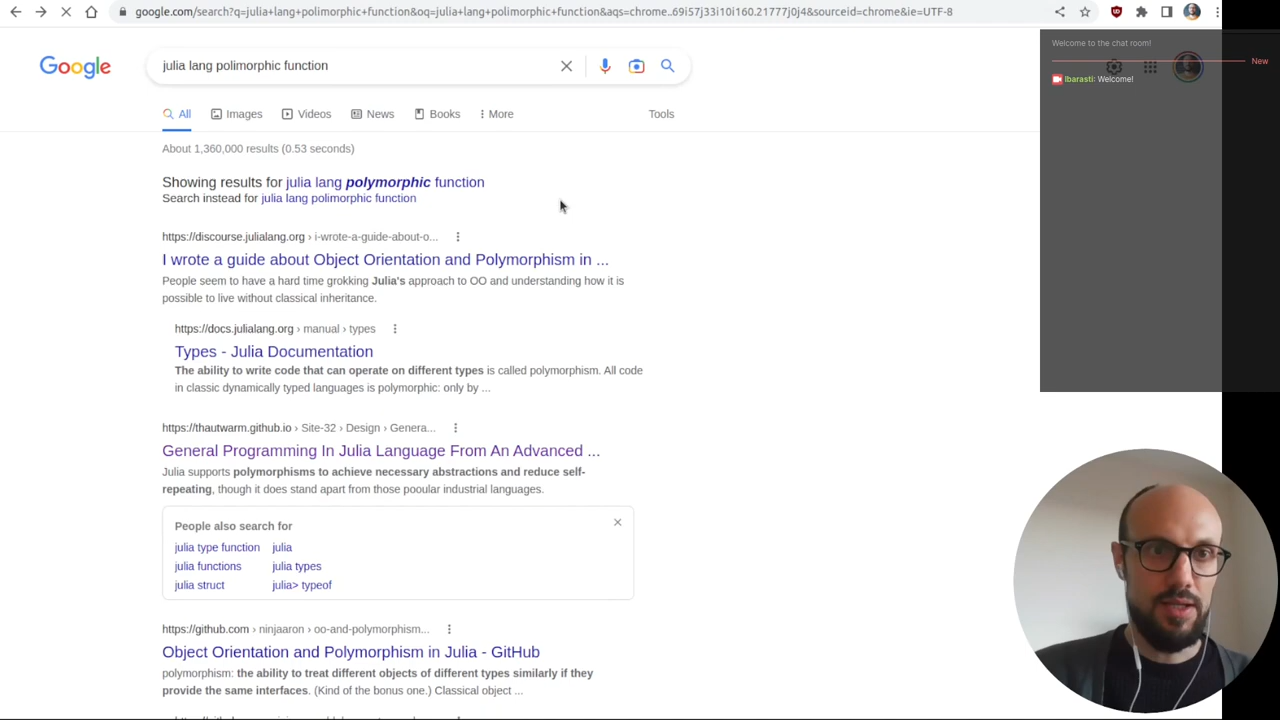 google.com/search?q=julia+lang+polimorphic+function&oq=julia+lang+polimorphic+function&aqs=chrome..69i57j33i10i160.21777j0j4&sourceid=chrome&ie=UTF-8
Welcome to the chat room!
New
lbarasti: Welcome!
Google
julia lang polimorphic function
All
Images
Videos
News
Books
More
Tools
About 1,360,000 results (0.53 seconds)
Showing results for julia lang polymorphic function
Search instead for julia lang polimorphic function
https://discourse.julialang.org › i-wrote-a-guide-about-o...
I wrote a guide about Object Orientation and Polymorphism in ...
People seem to have a hard time grokking Julia's approach to OO and understanding how it is
possible to live without classical inheritance.
https://docs.julialang.org › manual › types
Types - Julia Documentation
The ability to write code that can operate on different types is called polymorphism. All code
in classic dynamically typed languages is polymorphic: only by ...
https://thautwarm.github.io › Site-32 › Design › Genera...
General Programming In Julia Language From An Advanced ...
Julia supports polymorphisms to achieve necessary abstractions and reduce self-
repeating, though it does stand apart from those pooular industrial languages.
People also search for
julia type function julia
julia functions julia types
julia struct julia> typeof
https://github.com › ninjaaron › oo-and-polymorphism...
Object Orientation and Polymorphism in Julia - GitHub
polymorphism: the ability to treat different objects of different types similarly if they
provide the same interfaces. (Kind of the bonus one.) Classical object ...